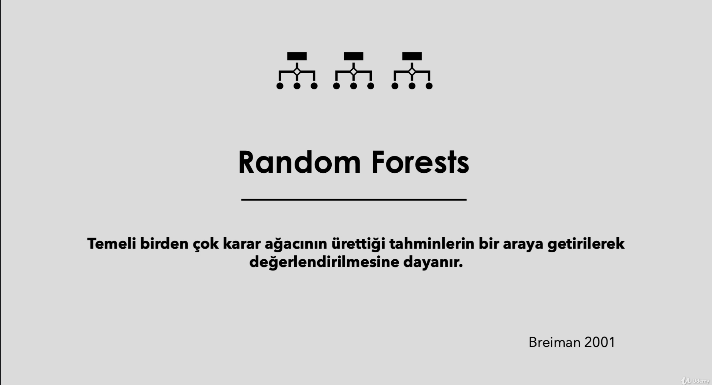 Random Forests
Temeli birden çok karar ağacının ürettiği tahminlerin bir araya getirilerek
değerlendirilmesine dayanır.
Breiman 2001